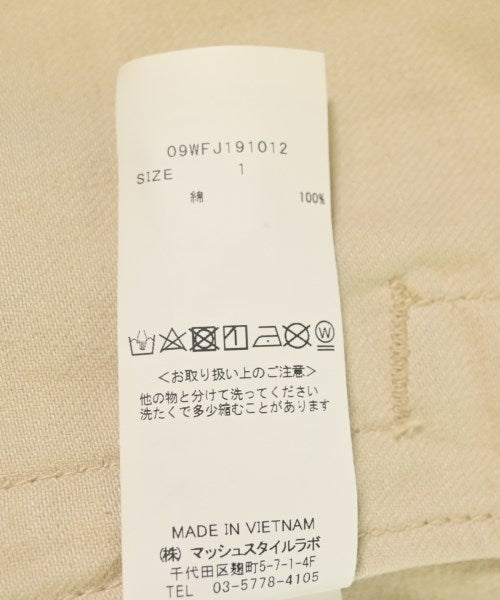 09WFJ191012
SIZE 1
綿 100%
W
＜お取り扱い上のご注意＞
他の物と分けて洗ってください
洗たくで多少縮むことがあります
MADE IN VIETNAM
(株) マッシュスタイルラボ
千代田区麹町5-7-1-4F
TEL 03-5778-4105